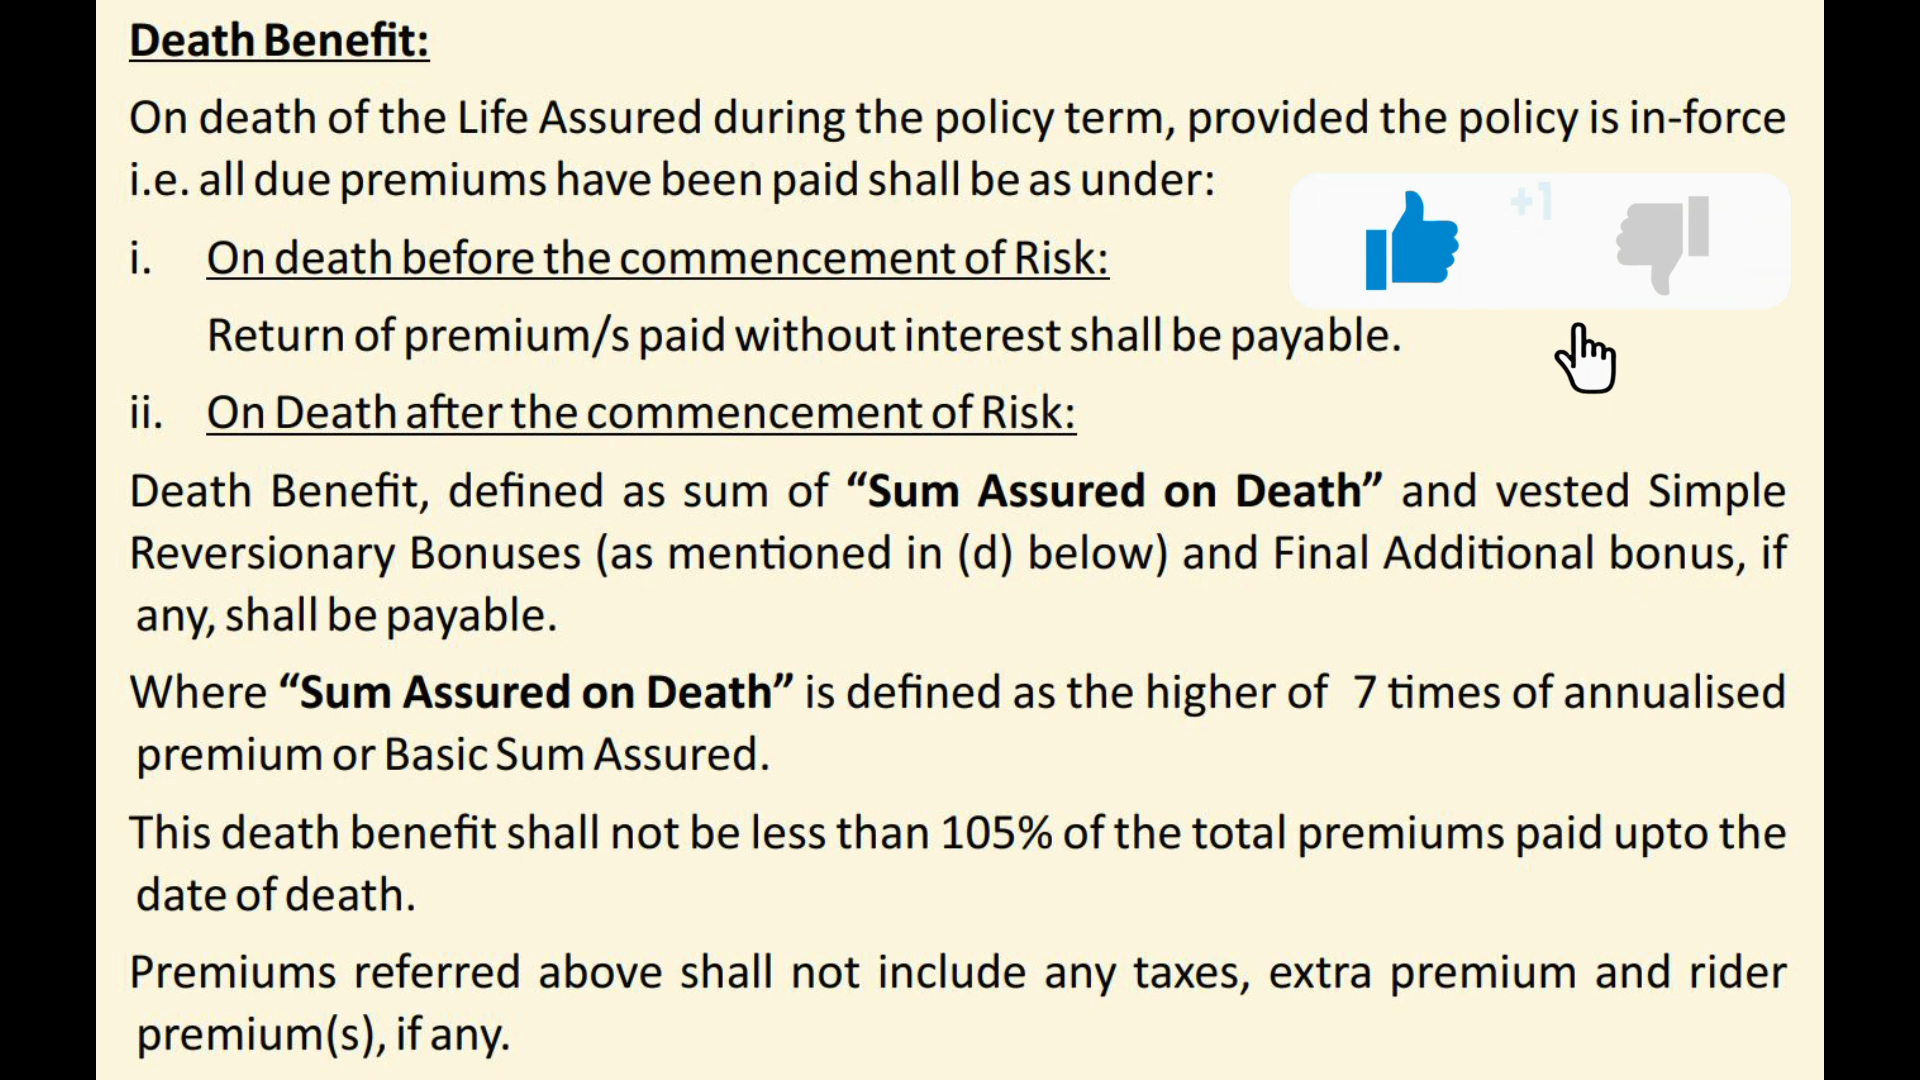 Death Benefit:
On death of the Life Assured during the policy term, provided the policy is in-force
i.e. all due premiums have been paid shall be as under:
+1
i. On death before the commencement of Risk:
Return of premium/s paid without interest shall be payable.
ii. On Death after the commencement of Risk:
Death Benefit, defined as sum of “Sum Assured on Death” and vested Simple
Reversionary Bonuses (as mentioned in (d) below) and Final Additional bonus, if
any, shall be payable.
Where “Sum Assured on Death” is defined as the higher of 7 times of annualised
premium or Basic Sum Assured.
This death benefit shall not be less than 105% of the total premiums paid upto the
date of death.
Premiums referred above shall not include any taxes, extra premium and rider
premium(s), if any.